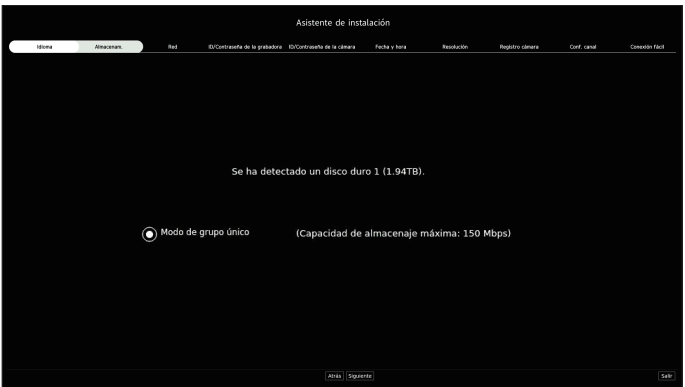 Asistente de instalación
Idioma Almacenam. Red ID/Contraseña de la grabadora ID/Contraseña de la cámara Fecha y hora Resolución Registro cámara Conf. canal Conexión fácil
Se ha detectado un disco duro 1 (1.94TB).
Modo de grupo único (Capacidad de almacenaje máxima: 150 Mbps)
Atrás Siguiente Salir